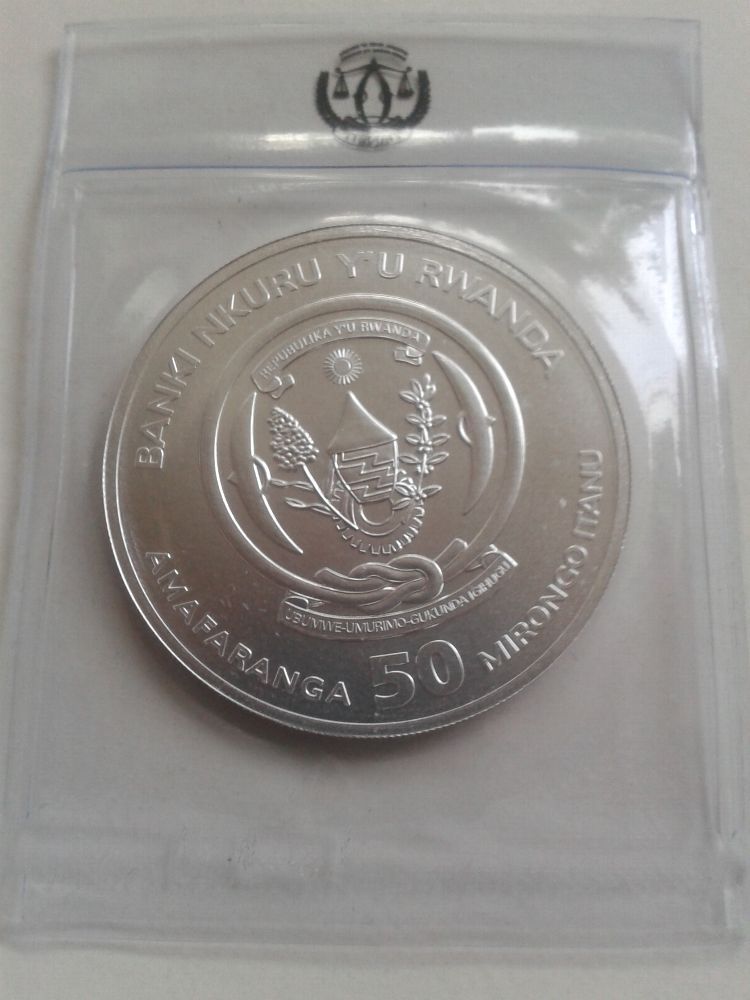 BANKI NKURU Y'U RWANDA
REPUBULIKA Y'U RWANDA
UBUMWE-UMURIMO-GUKUNDA IGIHUGU
AMAFARANGA 50 MIRONGO ITANU